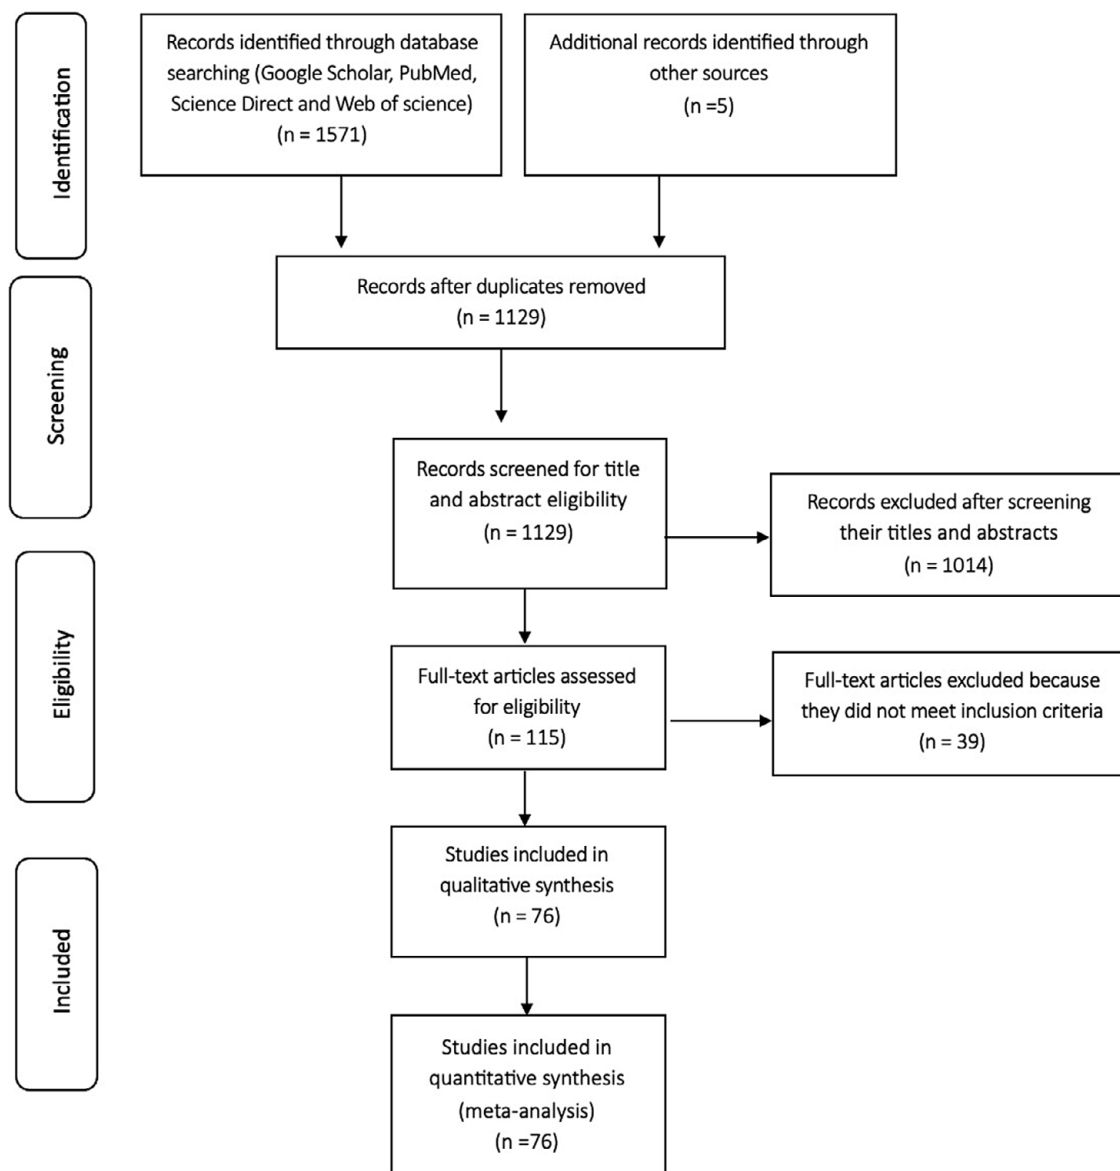 Identification
Records identified through database
searching (Google Scholar, PubMed,
Science Direct and Web of science)
(n = 1571)
Additional records identified through
other sources
(n =5)
Records after duplicates removed
(n = 1129)
Screening
Records screened for title
and abstract eligibility
(n = 1129)
Records excluded after screening
their titles and abstracts
(n = 1014)
Eligibility
Full-text articles assessed
for eligibility
(n = 115)
Full-text articles excluded because
they did not meet inclusion criteria
(n = 39)
Included
Studies included in
qualitative synthesis
(n = 76)
Studies included in
quantitative synthesis
(meta-analysis)
(n =76)